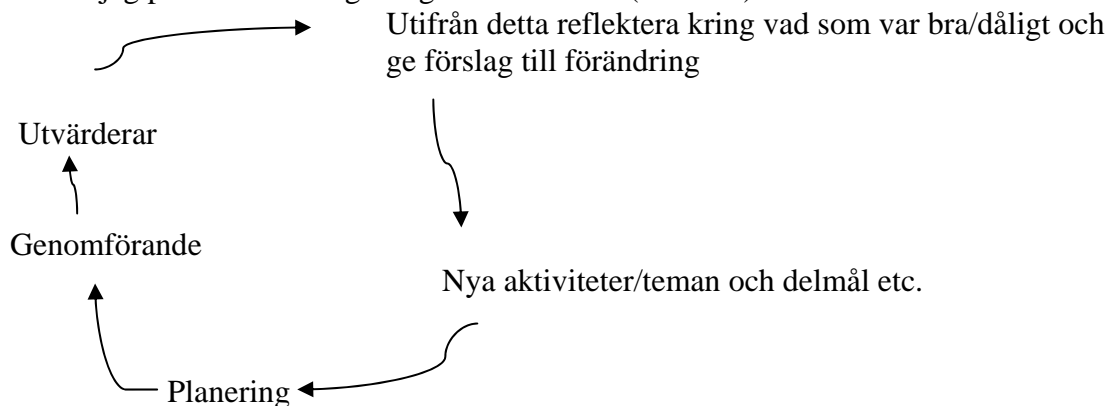 Utifrån detta reflektera kring vad som var bra/dåligt och
ge förslag till förändring
Utvärderar
Genomförande
Nya aktiviteter/teman och delmål etc.
Planering